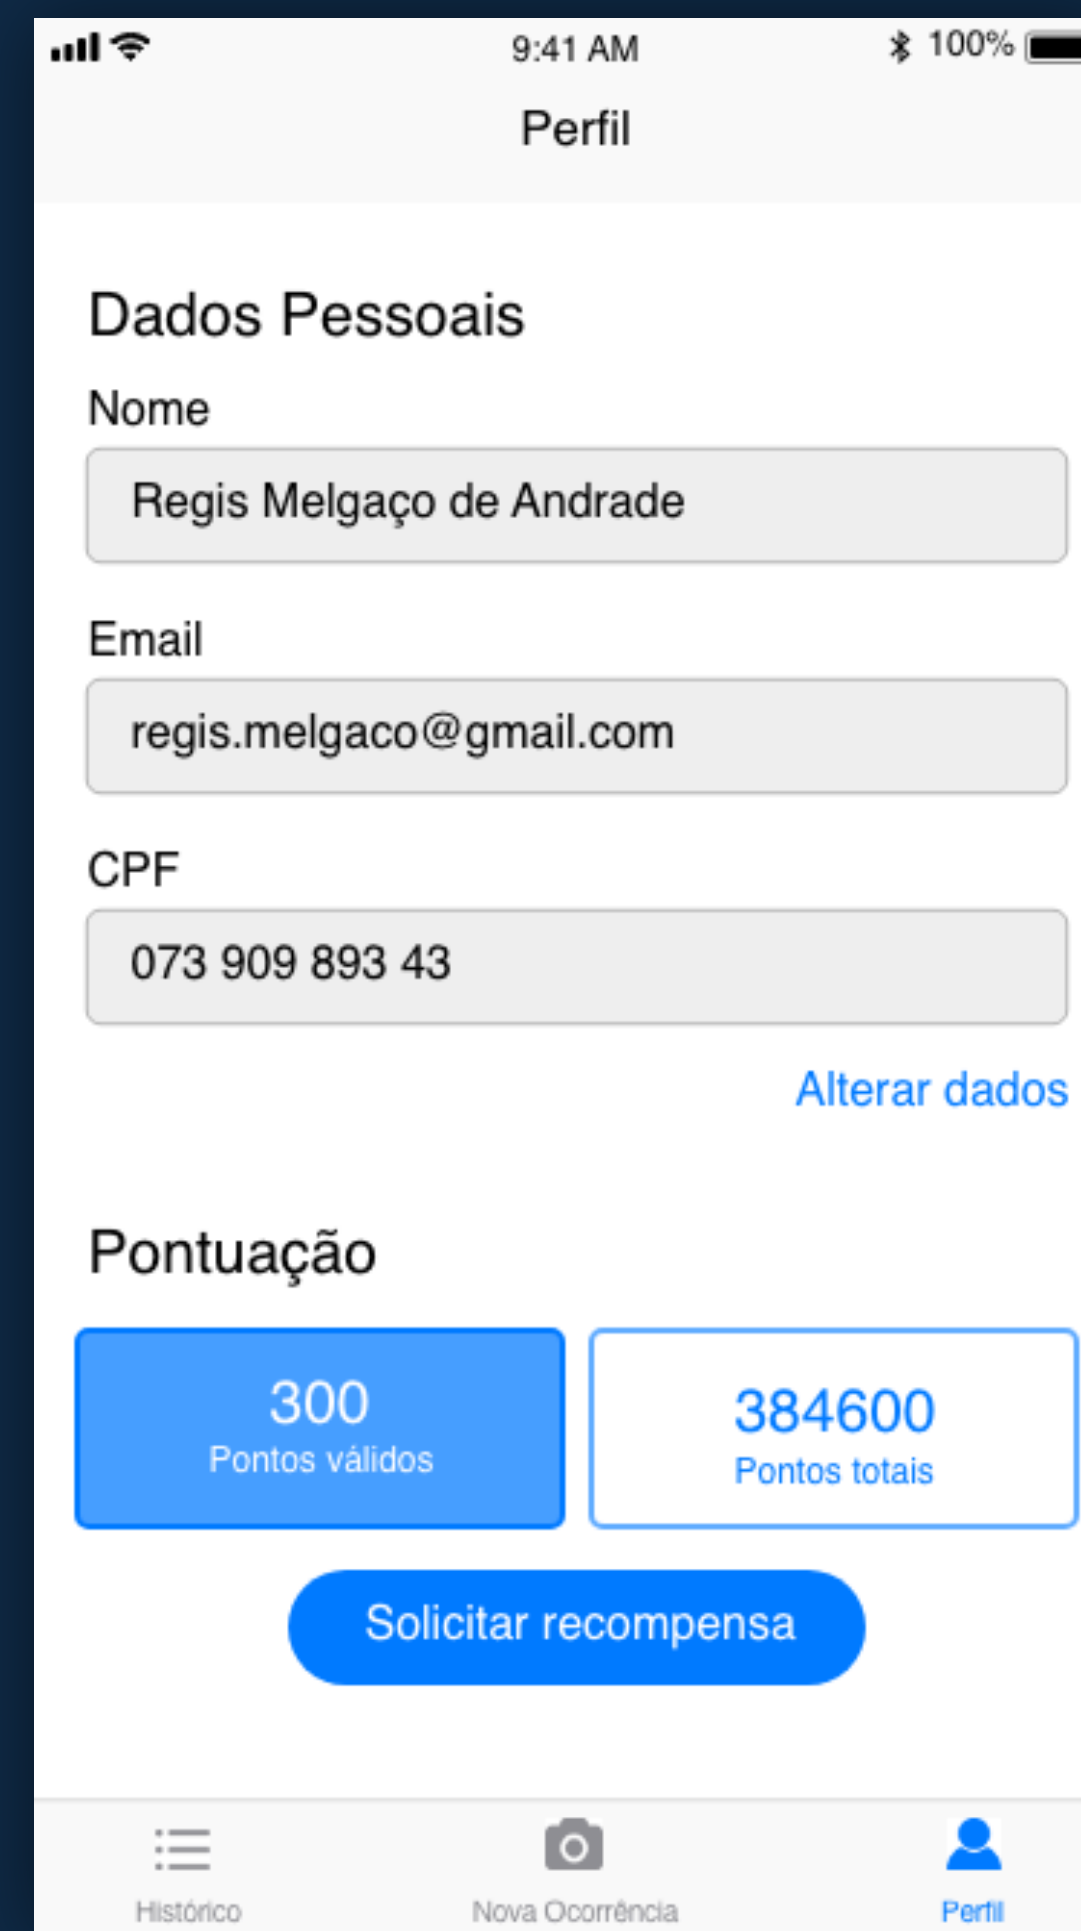 9:41 AM
100%
Perfil
Dados Pessoais
Nome
Regis Melgaço de Andrade
Email
regis.melgaco@gmail.com
CPF
073 909 893 43
Alterar dados
Pontuação
300
Pontos válidos
384600
Pontos totais
Solicitar recompensa
Histórico
Nova Ocorrência
Perfil